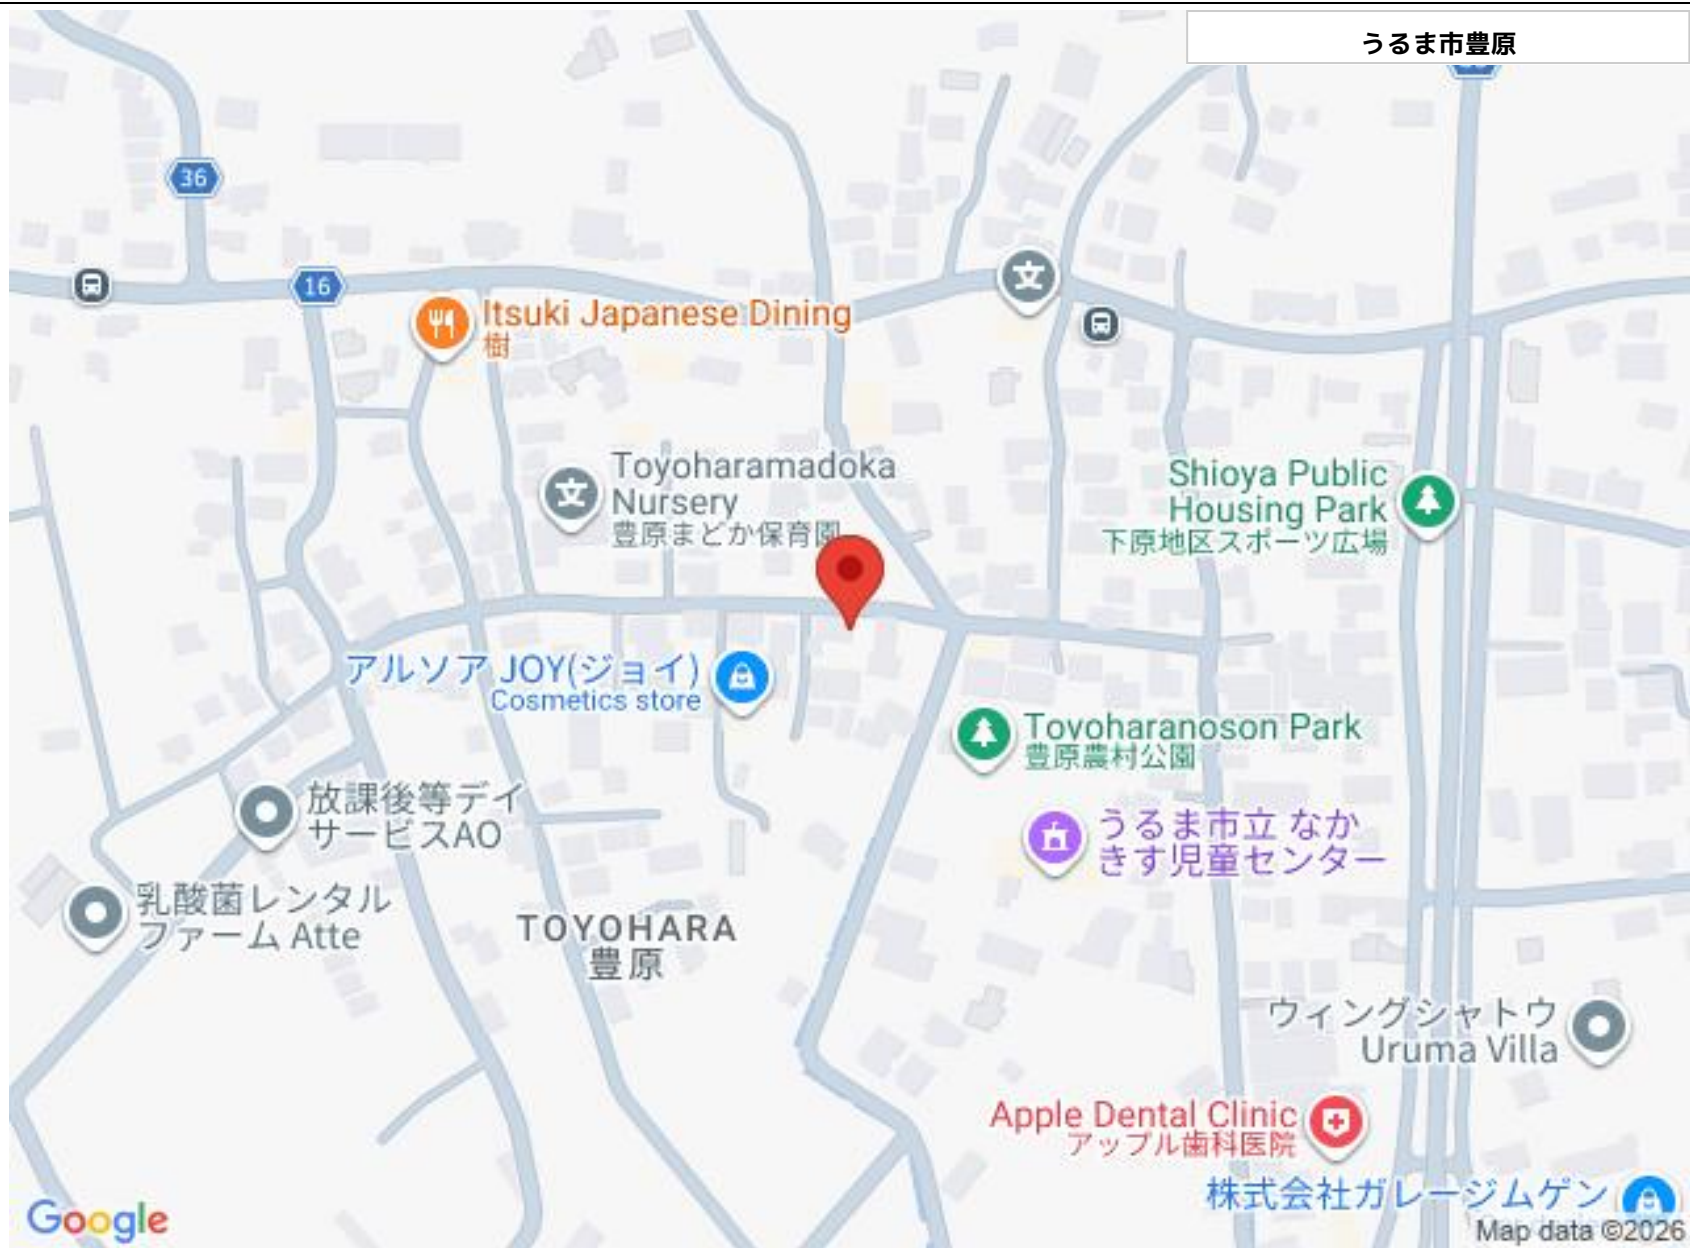 うるま市豊原
36
16
文
Itsuki Japanese Dining
樹
Toyoharamadoka
Nursery
豊原まどか保育園
文
Shioya Public
Housing Park
下原地区スポーツ広場
アルソア JOY(ジョイ)
Cosmetics store
Toyoharanoson Park
豊原農村公園
放課後等デイ
サービスAO
うるま市立 なか
きす児童センター
乳酸菌レンタル
ファーム Atte
TOYOHARA
豊原
ウィングシャトウ
Uruma Villa
Apple Dental Clinic
アップル歯科医院
株式会社ガレージムゲン
Google
Map data ©2026